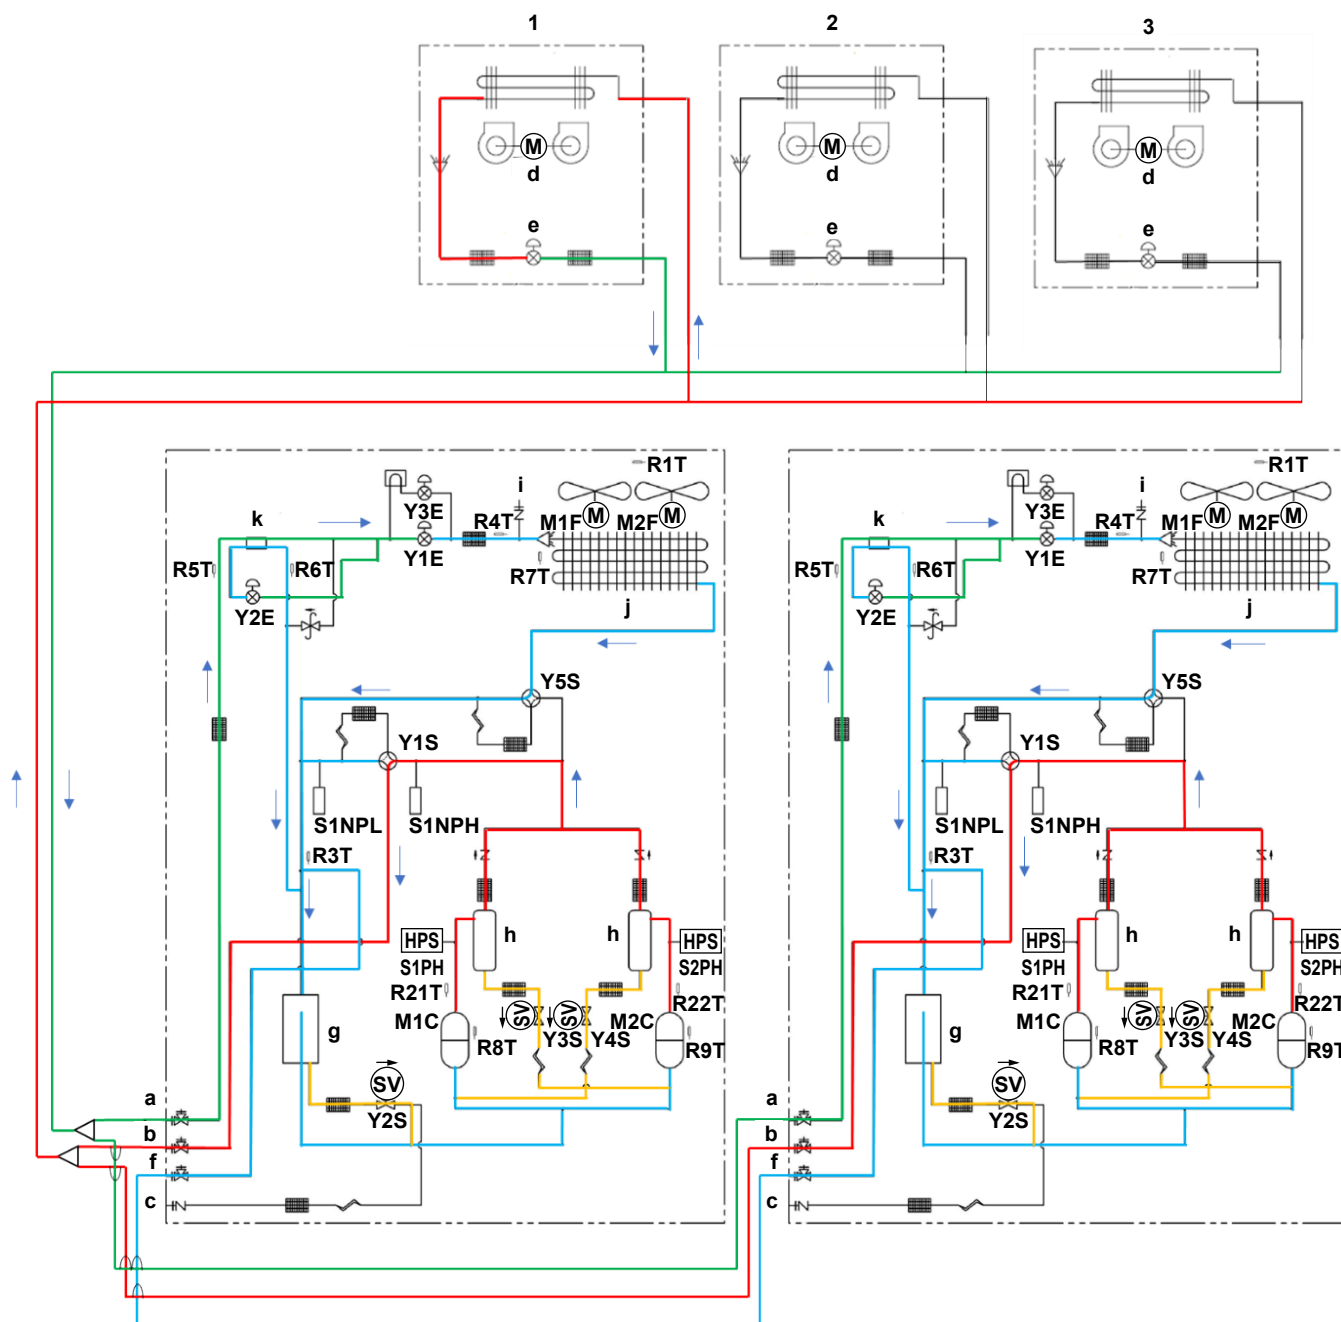 1 2 3
M M M
d d d
e e e
R1T R1T
i i
Y3E M M Y3E M M
k R4T M1F M2F k R4T M1F M2F
Y1E Y1E
R5T R6T R7T R5T R6T R7T
Y2E j Y2E j
Y5S Y5S
Y1S Y1S
S1NPL S1NPH S1NPL S1NPH
R3T R3T
h h h h
HPS HPS HPS HPS
S1PH S2PH S1PH S2PH
R21T R22T R21T R22T
M1C SV SV M2C M1C SV SV M2C
g R8T Y3S Y4S R9T g R8T Y3S Y4S R9T
SV SV
a Y2S a Y2S
b b
f f
c c